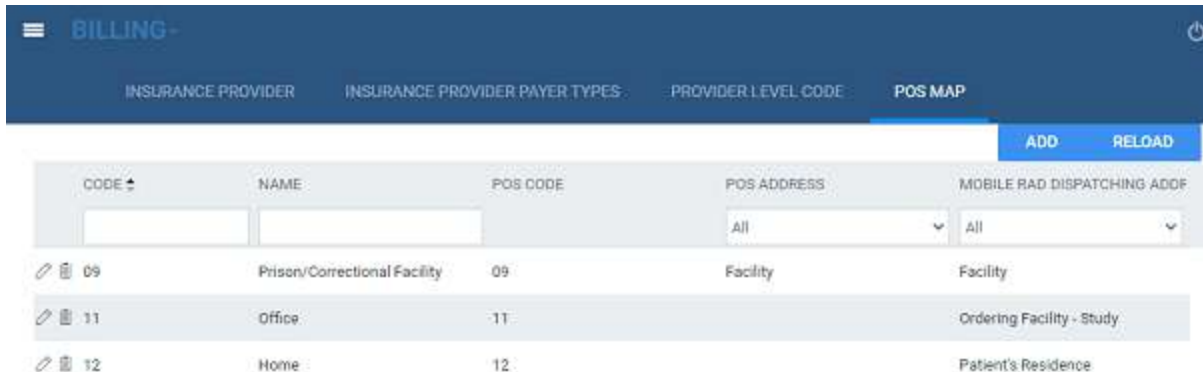 BILLING-
INSURANCE PROVIDER INSURANCE PROVIDER PAYER TYPES PROVIDER LEVEL CODE POS MAP
ADD RELOAD
CODE NAME POS CODE POS ADDRESS MOBILE RAD DISPATCHING ADDR
All All
09 Prison/Correctional Facility 09 Facility Facility
11 Office 11 Ordering Facility - Study
12 Home 12 Patient's Residence